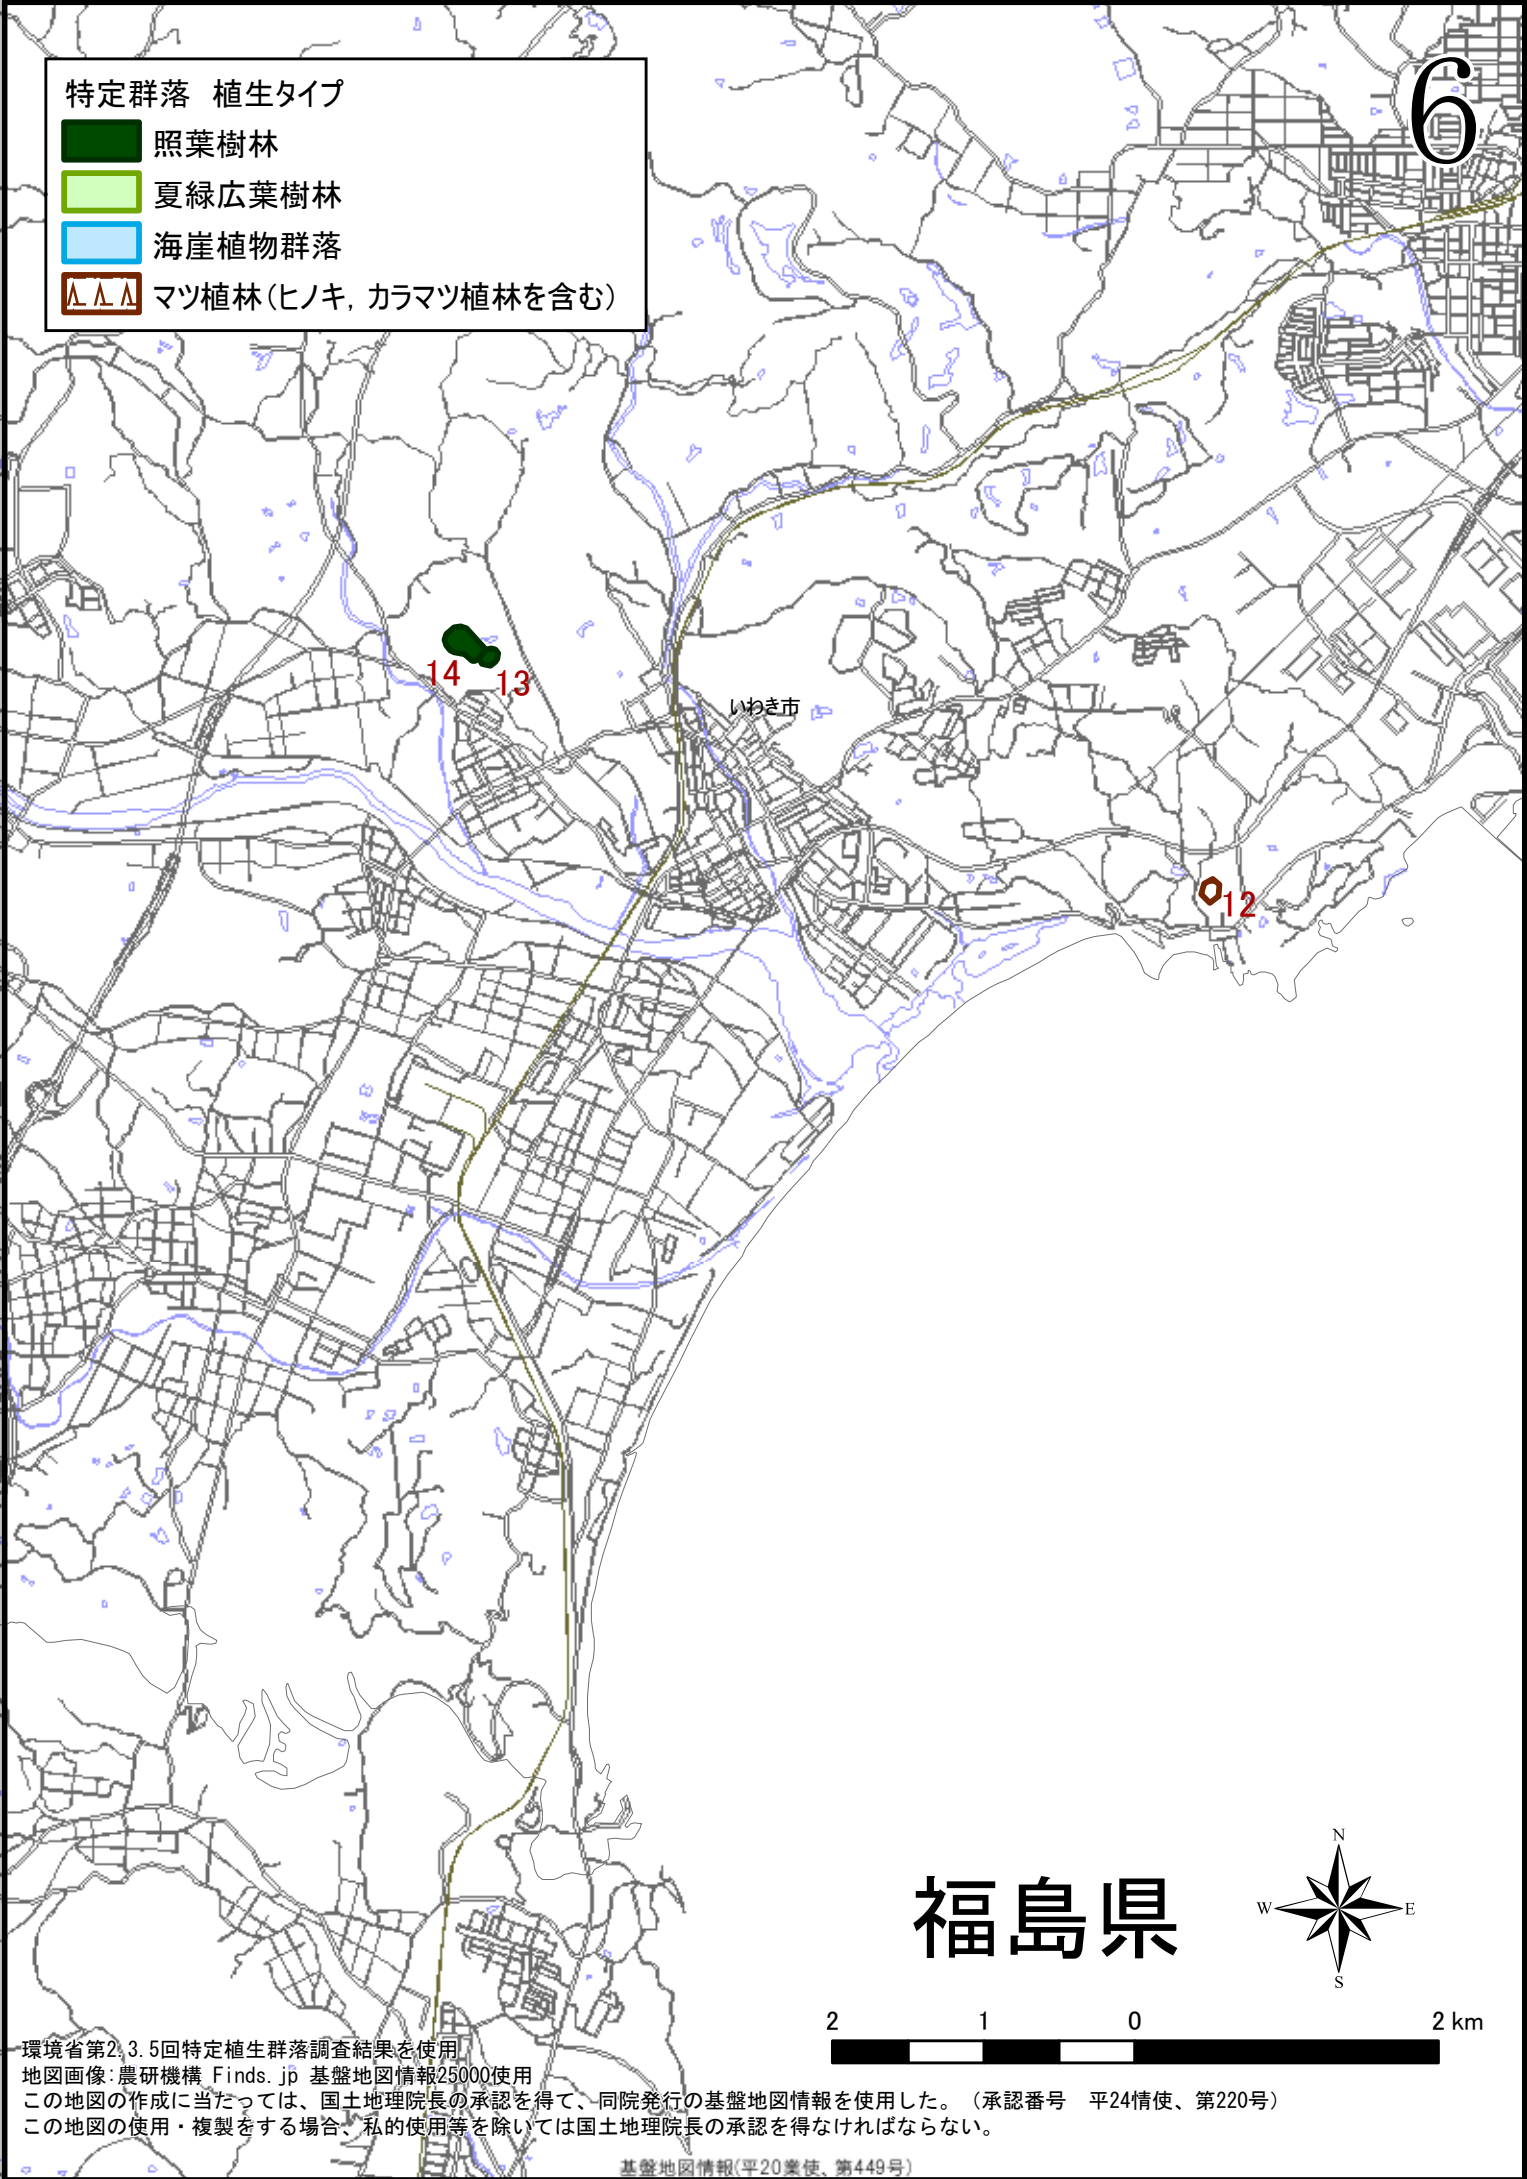 6
特定群落　植生タイプ
照葉樹林
夏緑広葉樹林
海崖植物群落
マツ植林（ヒノキ，カラマツ植林を含む）
14
13
いわき市
12
福島県
N
W
E
S
2 1 0 2 km
環境省第2.3.5回特定植生群落調査結果を使用
地図画像：農研機構 Finds.jp 基盤地図情報25000使用
この地図の作成に当たっては、国土地理院長の承認を得て、同院発行の基盤地図情報を使用した。（承認番号　平24情使、第220号）
この地図の使用・複製をする場合、私的使用等を除いては国土地理院長の承認を得なければならない。
基盤地図情報(平20業使、第449号)